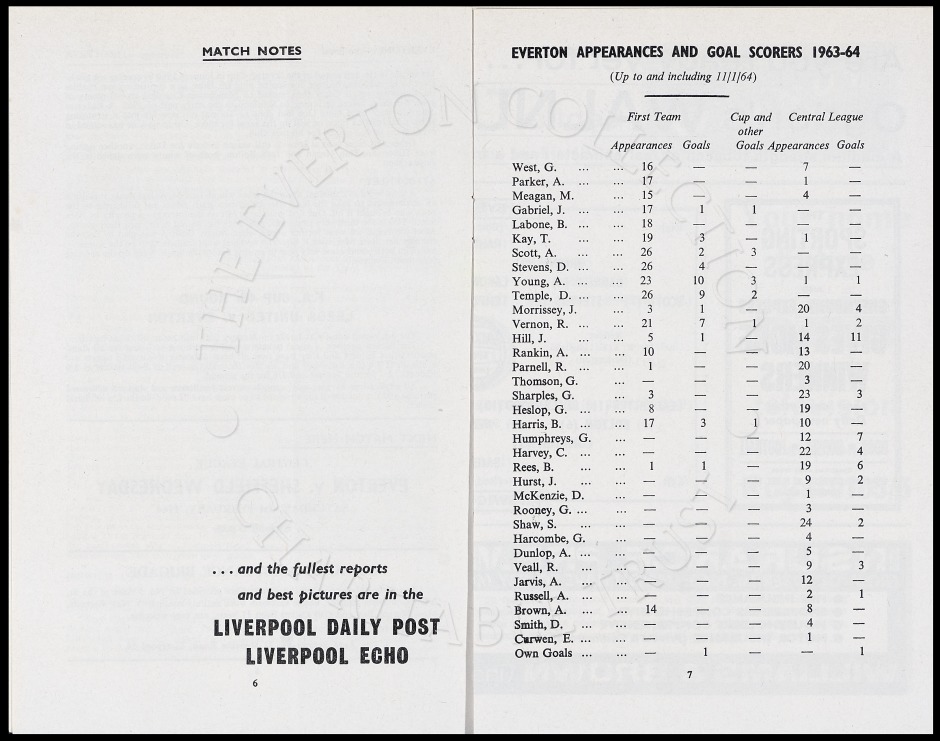 MATCH NOTES
... and the fullest reports
and best pictures are in the
LIVERPOOL DAILY POST
LIVERPOOL ECHO
6
EVERTON APPEARANCES AND GOAL SCORERS 1963-64
(Up to and including 11/1/64)
First Team Cup and other Central League
Appearances Goals Goals Appearances Goals
West, G. ... ... 16 — — 7 —
Parker, A. ... ... 17 — — 1 —
Meagan, M. ... 15 — — 4 —
Gabriel, J. ... ... 17 1 1 — —
Labone, B. ... ... 18 — — — —
Kay, T. ... ... 19 3 — 1 —
Scott, A. ... ... 26 2 3 — —
Stevens, D. ... ... 26 4 — — —
Young, A. ... ... 23 10 3 1 1
Temple, D. ... ... 26 9 2 — —
Morrissey, J. ... 3 1 — 20 4
Vernon, R. ... ... 21 7 1 1 2
Hill, J. ... ... 5 1 — 14 11
Rankin, A. ... ... 10 — — 13 —
Parnell, R. ... ... 1 — — 20 —
Thomson, G. ... — — — 3 —
Sharples, G. ... 3 — — 23 3
Heslop, G. ... ... 8 — — 19 —
Harris, B. ... ... 17 3 1 10 —
Humphreys, G. ... — — — 12 7
Harvey, C. ... ... — — — 22 4
Rees, B. ... ... 1 1 — 19 6
Hurst, J. ... ... — — — 9 2
McKenzie, D. ... — — — 1 —
Rooney, G. ... ... — — — 3 —
Shaw, S. ... ... — — — 24 2
Harcombe, G. ... — — — 4 —
Dunlop, A. ... ... — — — 5 —
Veall, R. ... ... — — — 9 3
Jarvis, A. ... ... — — — 12 —
Russell, A. ... ... — — — 2 1
Brown, A. ... ... 14 — — 8 —
Smith, D. ... ... — — — 4 —
Curwen, E. ... ... — — — 1 —
Own Goals ... ... — 1 — — 1
7
THE EVERTON COLLECTION
CHARITABLE TRUST